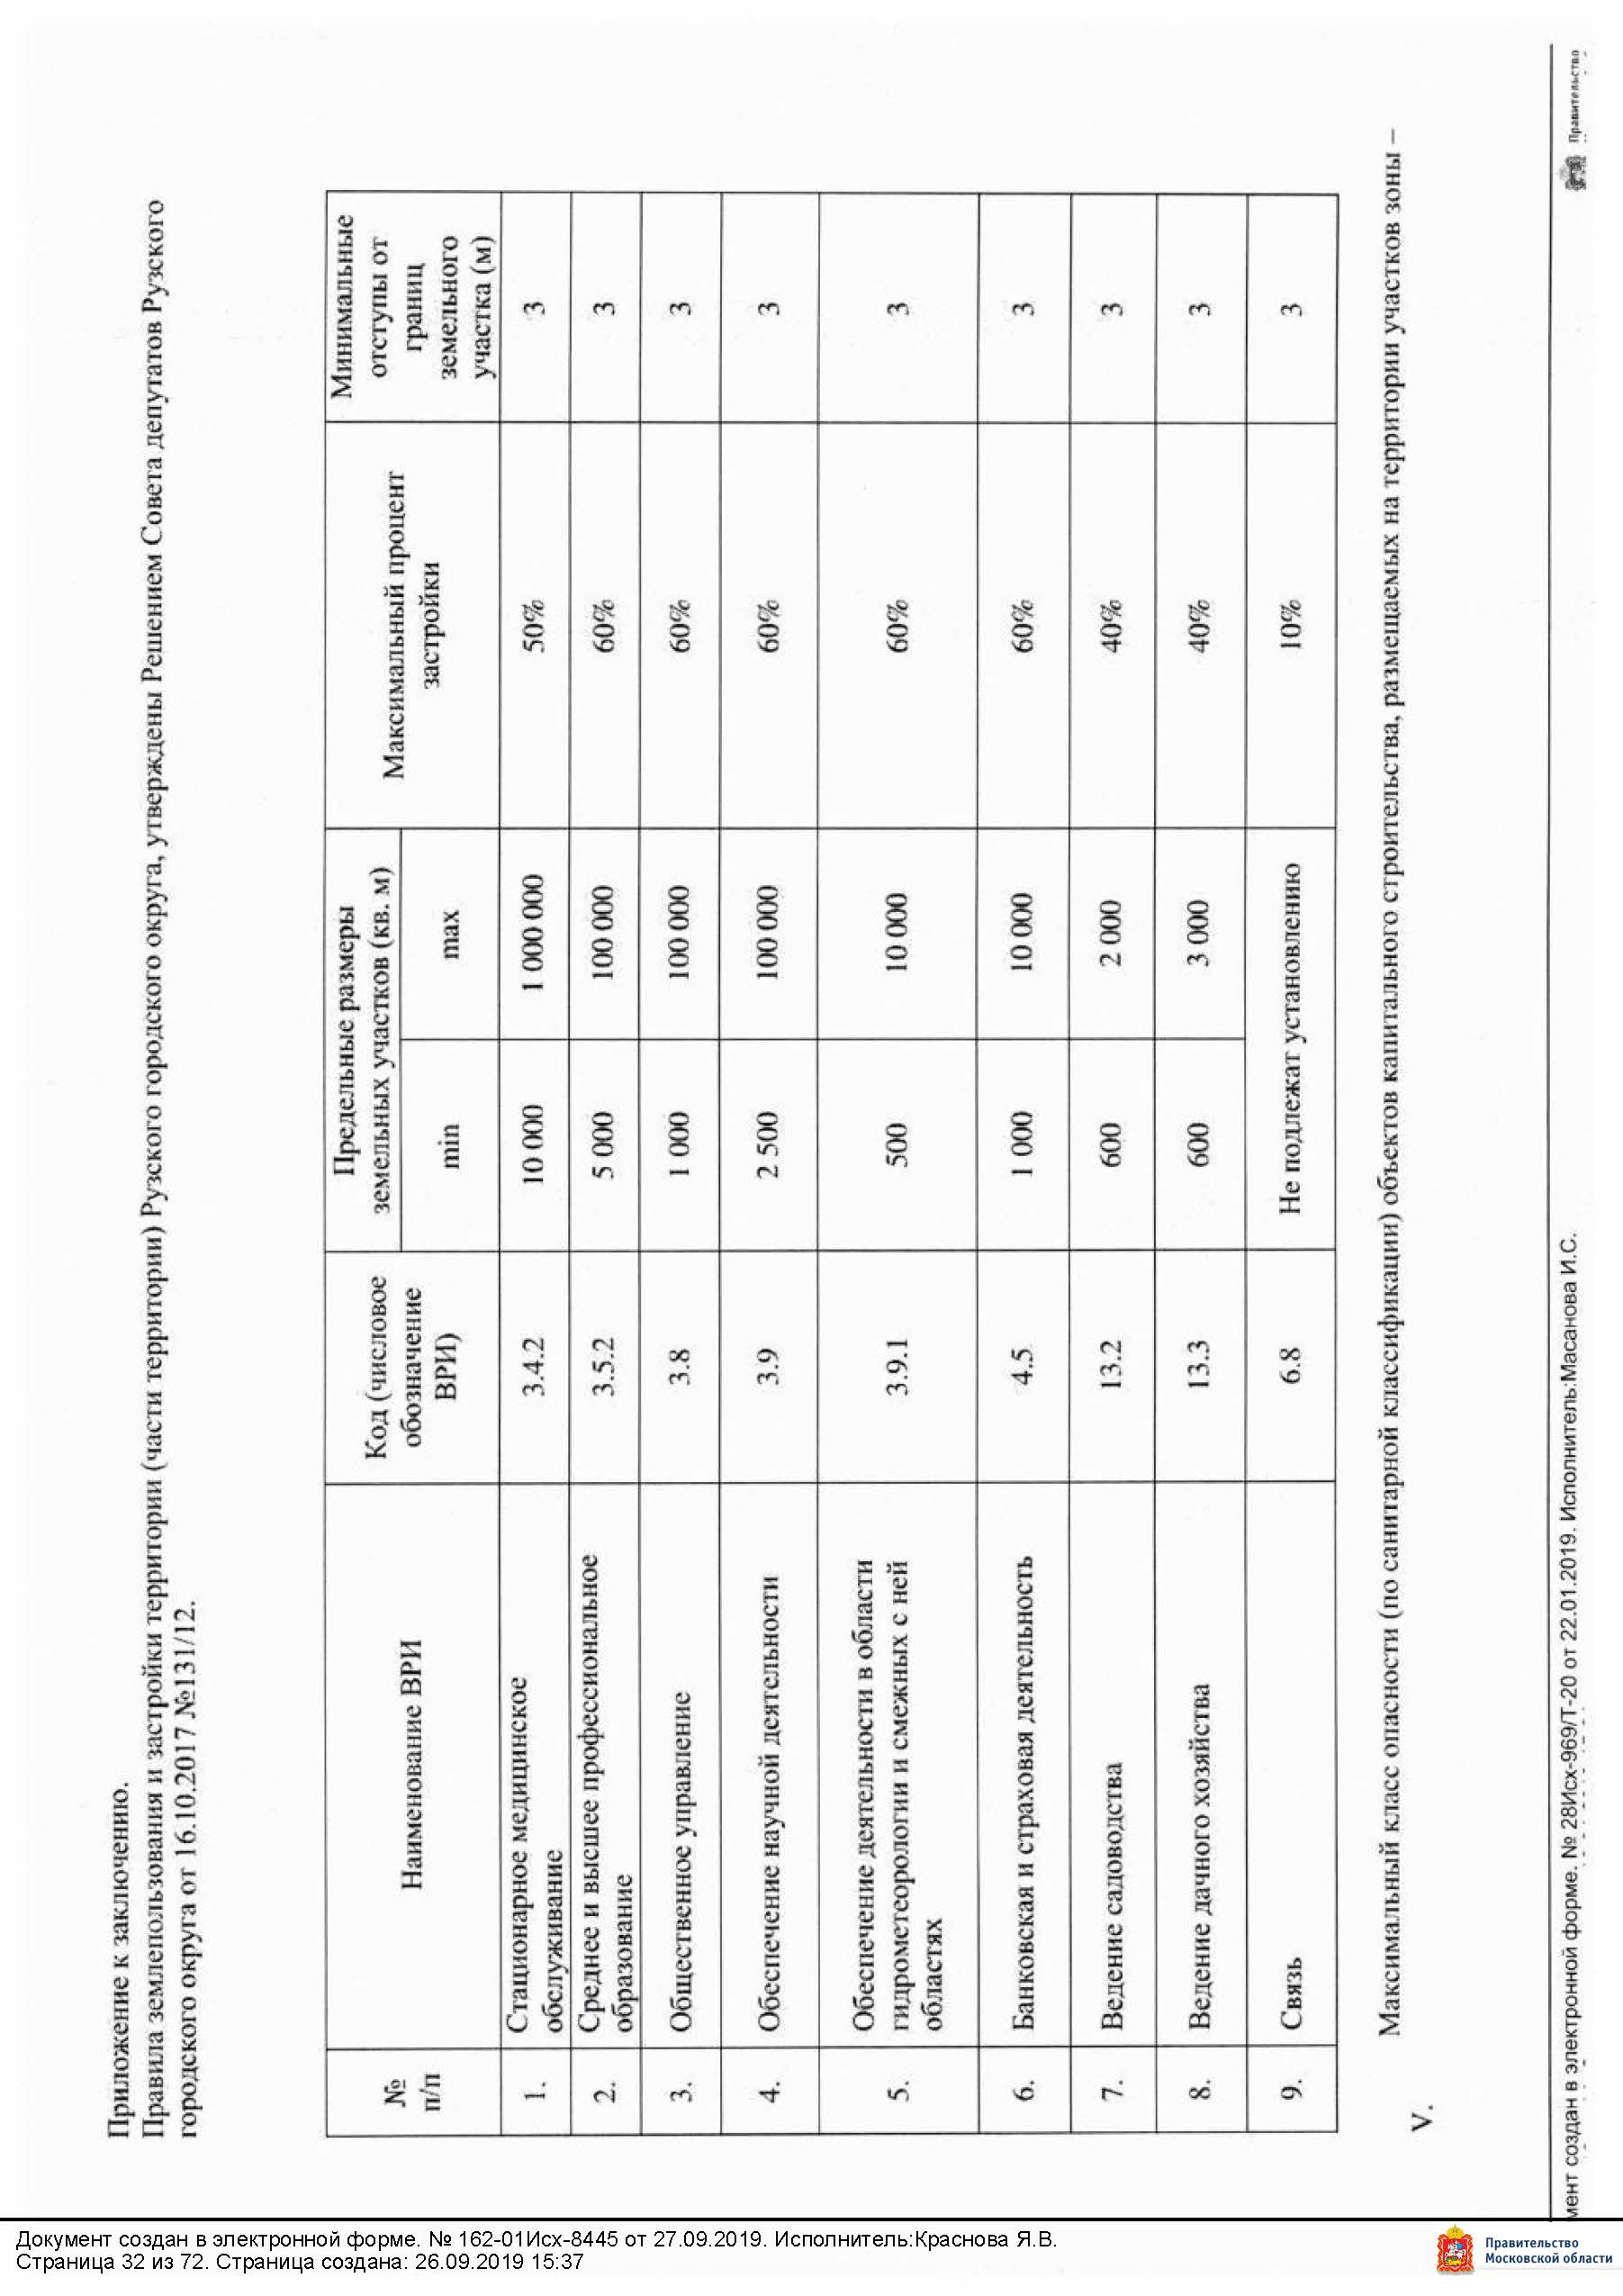 Приложение к заключению.
Правила землепользования и застройки территории (части территории) Рузского городского округа, утверждены Решением Совета депутатов Рузского
городского округа от 16.10.2017 №131/12.
№ п/п Наименование ВРИ Код (числовое обозначение ВРИ) Предельные размеры земельных участков (кв. м) Максимальный процент застройки Минимальные отступы от границ земельного участка (м)
min max
1. Стационарное медицинское обслуживание 3.4.2 10 000 1 000 000 50% 3
2. Среднее и высшее профессиональное образование 3.5.2 5 000 100 000 60% 3
3. Общественное управление 3.8 1 000 100 000 60% 3
4. Обеспечение научной деятельности 3.9 2 500 100 000 60% 3
5. Обеспечение деятельности в области гидрометеорологии и смежных с ней областях 3.9.1 500 10 000 60% 3
6. Банковская и страховая деятельность 4.5 1 000 10 000 60% 3
7. Ведение садоводства 13.2 600 2 000 40% 3
8. Ведение дачного хозяйства 13.3 600 3 000 40% 3
9. Связь 6.8 Не подлежат установлению 10% 3
Максимальный класс опасности (по санитарной классификации) объектов капитального строительства, размещаемых на территории участков зоны –
V.
мент создан в электронной форме. № 28Исх-969/Т-20 от 22.01.2019. Исполнитель:Масанова И.С.
Правительство
Документ создан в электронной форме. № 162-01Исх-8445 от 27.09.2019. Исполнитель:Краснова Я.В.
Страница 32 из 72. Страница создана: 26.09.2019 15:37
Правительство
Московской области